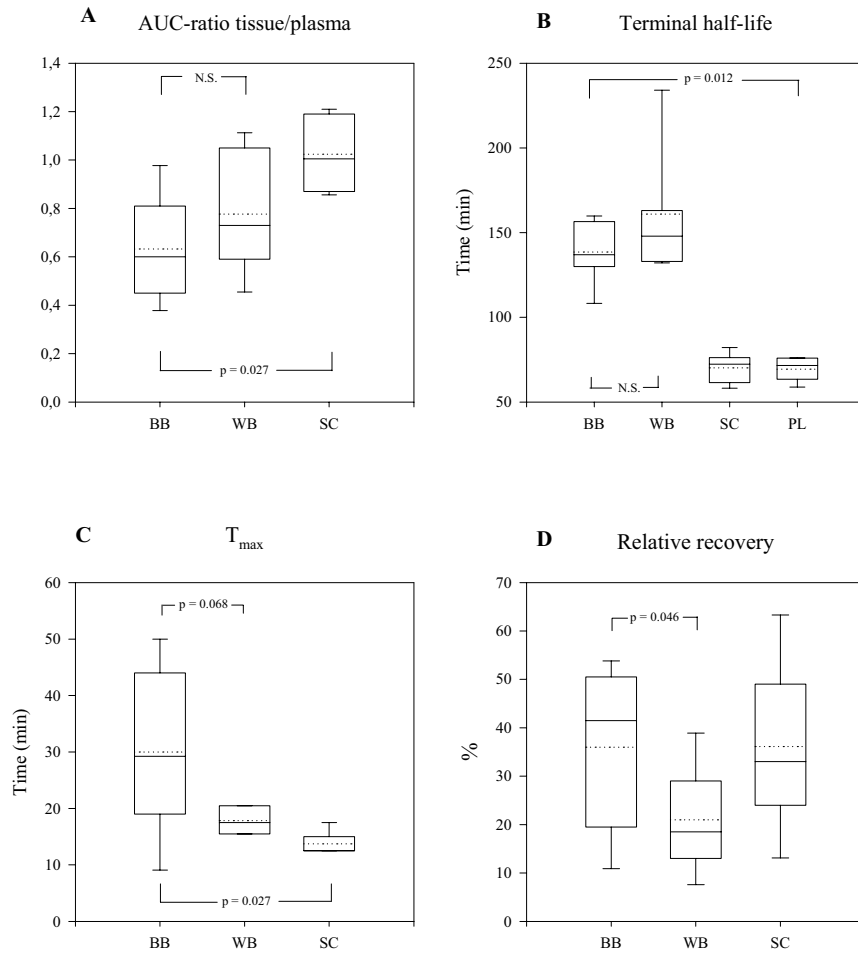 A AUC-ratio tissue/plasma
1,4
1,2
1,0
0,8
0,6
0,4
0,2
0,0
N.S.
p = 0.027
BB WB SC
B Terminal half-life
Time (min)
250
200
150
100
50
p = 0.012
N.S.
BB WB SC PL
C Tmax
Time (min)
60
50
40
30
20
10
0
p = 0.068
p = 0.027
BB WB SC
D Relative recovery
%
70
60
50
40
30
20
10
0
p = 0.046
BB WB SC